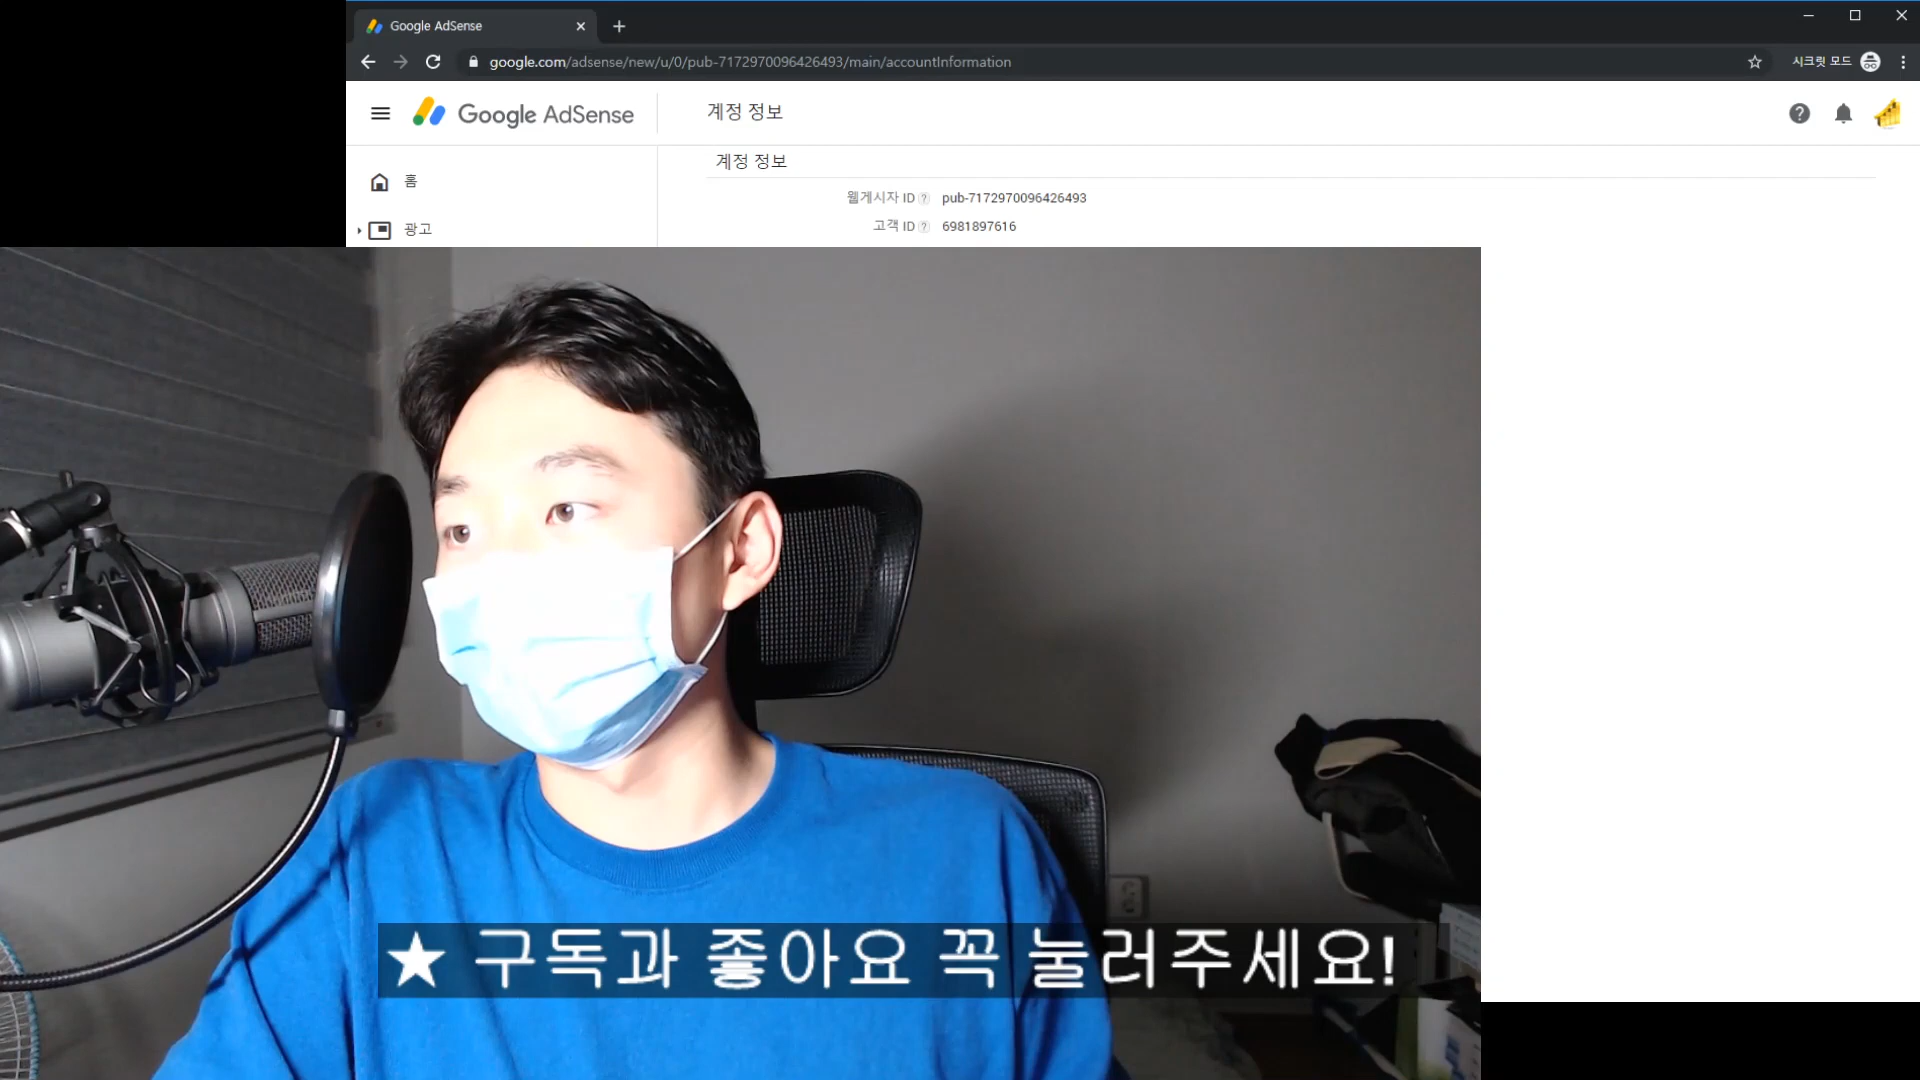 Google AdSense
google.com/adsense/new/u/0/pub-7172970096426493/main/accountInformation
시크릿 모드
Google AdSense
계정 정보
홈
광고
계정 정보
웹게시자 ID ? pub-7172970096426493
고객 ID ? 6981897616
★ 구독과 좋아요 꼭 눌러주세요!